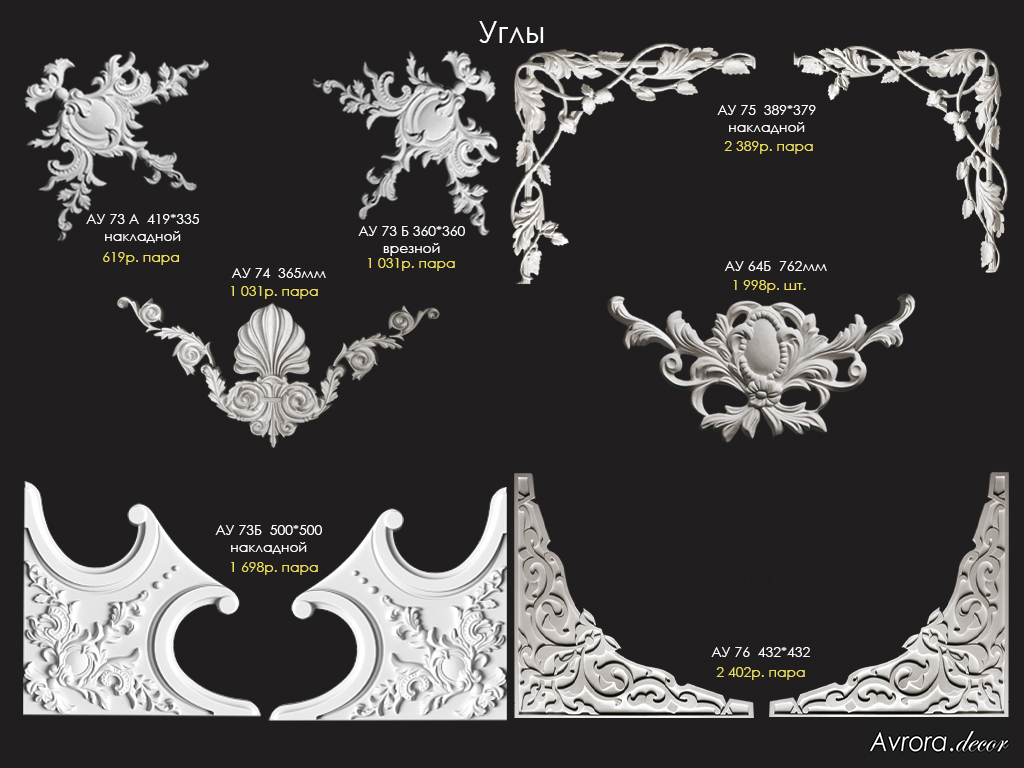 Углы
АУ 75 389*379
накладной
2 389р. пара
АУ 73 А 419*335
накладной
619р. пара
АУ 73 Б 360*360
врезной
1 031р. пара
АУ 74 365мм
1 031р. пара
АУ 64Б 762мм
1 998р. шт.
АУ 73Б 500*500
накладной
1 698р. пара
АУ 76 432*432
2 402р. пара
Avrora.decor